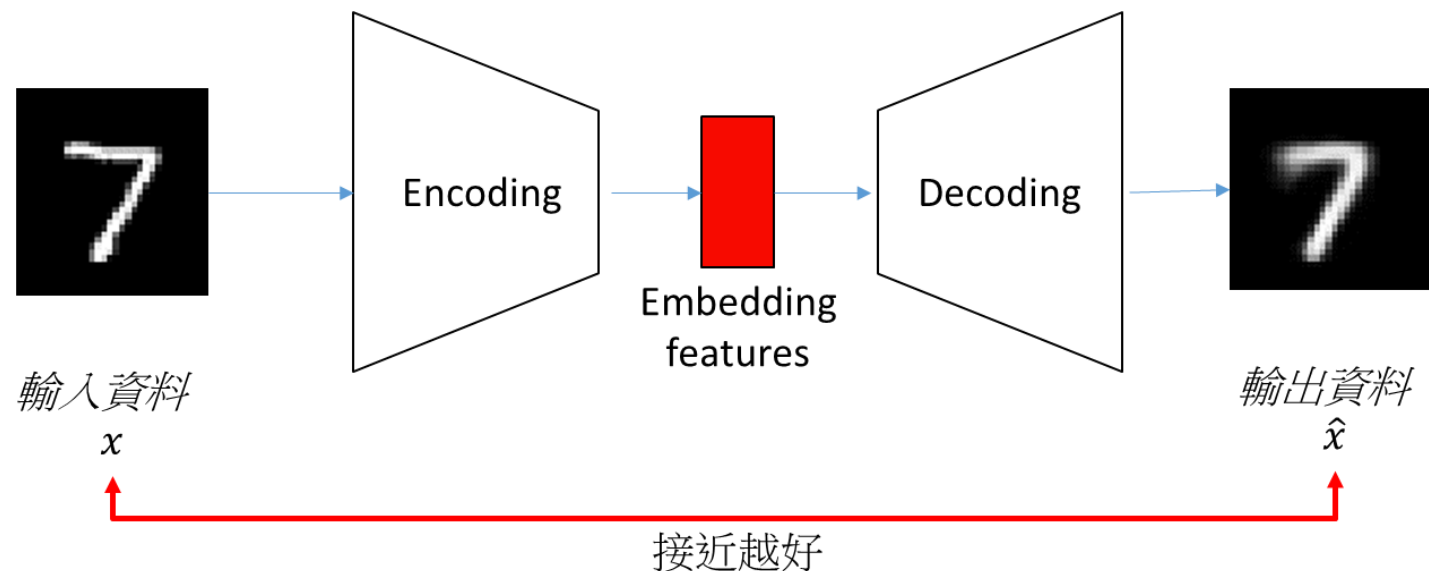 Encoding
Decoding
Embedding
features
輸入資料
x
輸出資料
x̂
接近越好